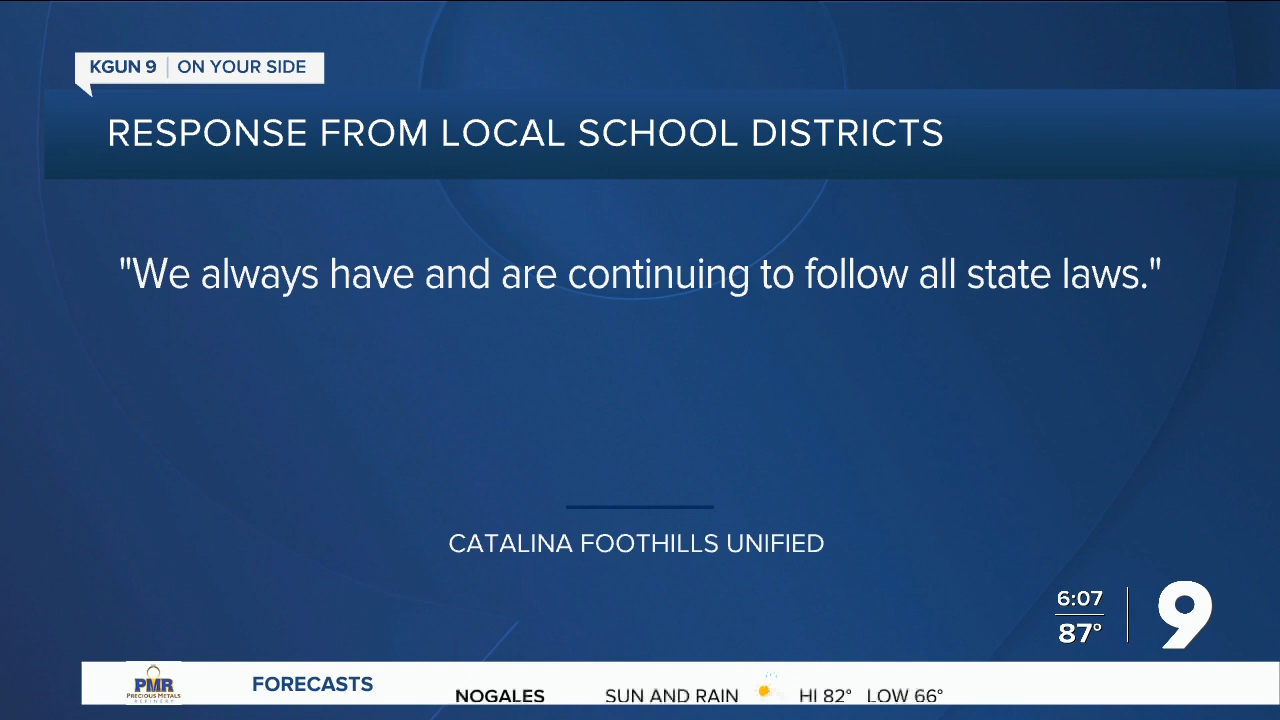 KGUN 9 | ON YOUR SIDE
RESPONSE FROM LOCAL SCHOOL DISTRICTS
"We always have and are continuing to follow all state laws."
CATALINA FOOTHILLS UNIFIED
6:07
87°
9
PMR
PRECIOUS METALS
REFINERY
FORECASTS
NOGALES SUN AND RAIN HI 82° LOW 66°